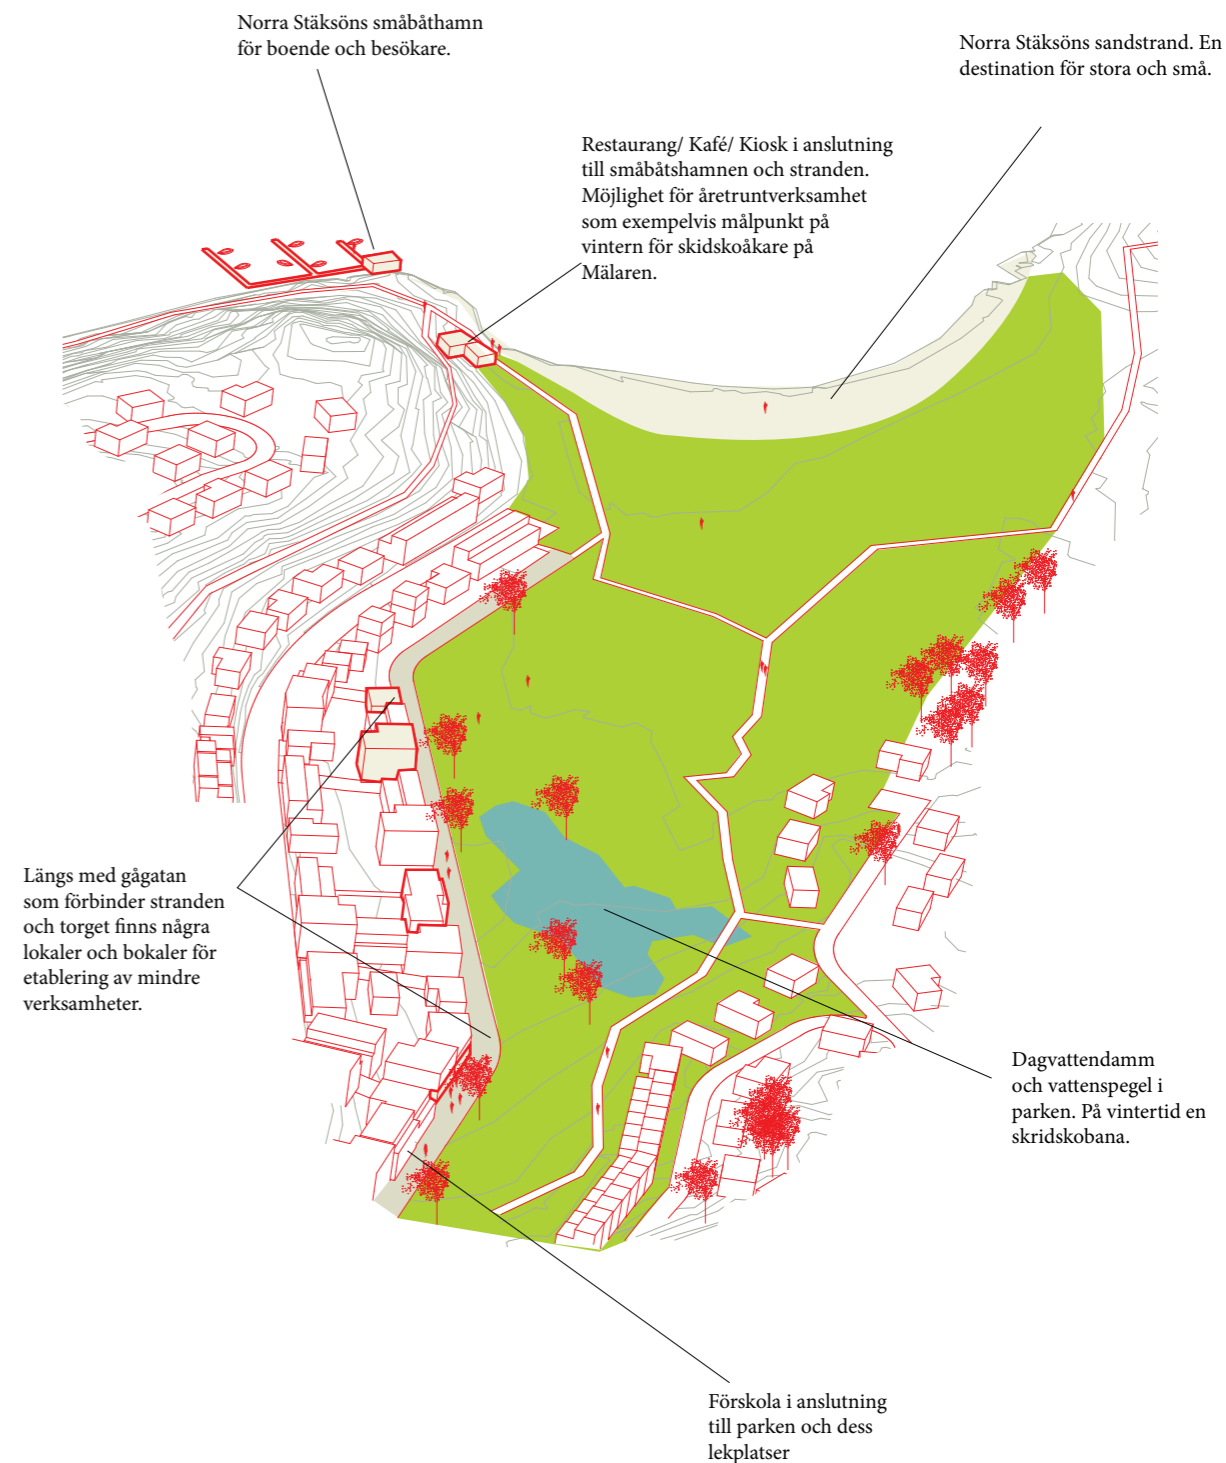 Norra Stäksöns småbåthamn
för boende och besökare.
Norra Stäksöns sandstrand. En
destination för stora och små.
Restaurang/ Kafé/ Kiosk i anslutning
till småbåtshamnen och stranden.
Möjlighet för åretruntverksamhet
som exempelvis målpunkt på
vintern för skidskoåkare på
Mälaren.
Längs med gågatan
som förbinder stranden
och torget finns några
lokaler och bokaler för
etablering av mindre
verksamheter.
Dagvattendamm
och vattenspegel i
parken. På vintertid en
skridskobana.
Förskola i anslutning
till parken och dess
lekplatser